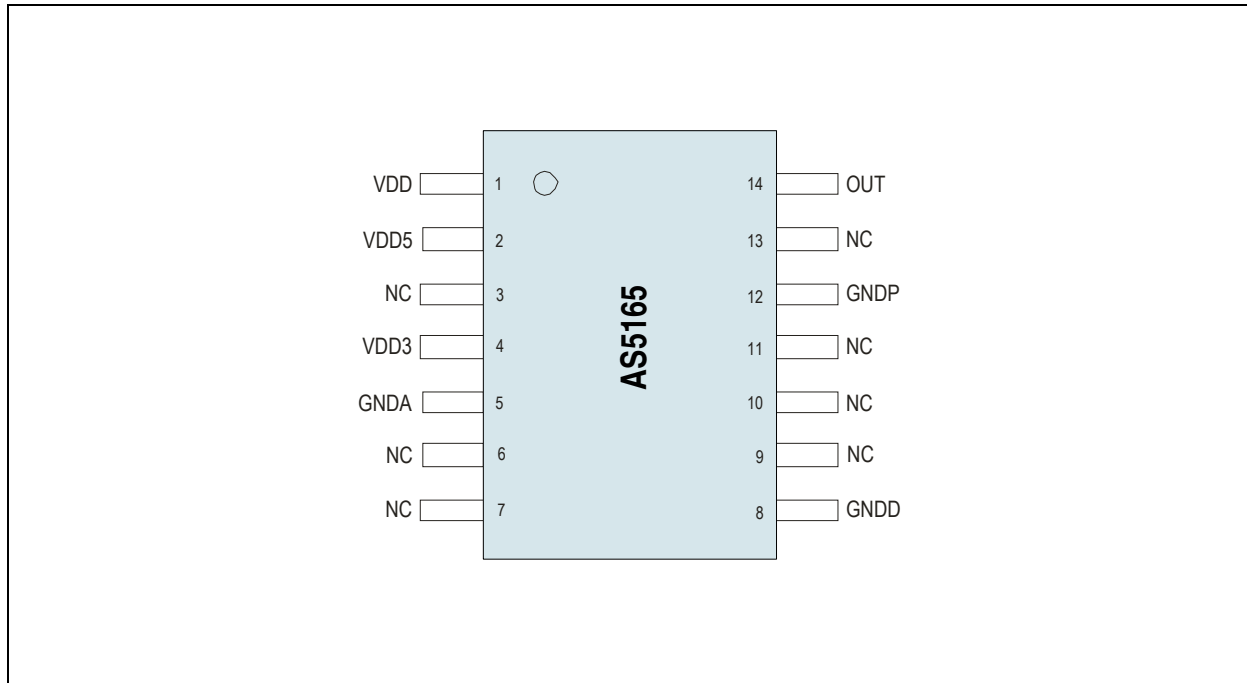 VDD 1 14 OUT
VDD5 2 13 NC
NC 3 12 GNDP
VDD3 4 11 NC
GNDA 5 10 NC
NC 6 9 NC
NC 7 8 GNDD
AS5165